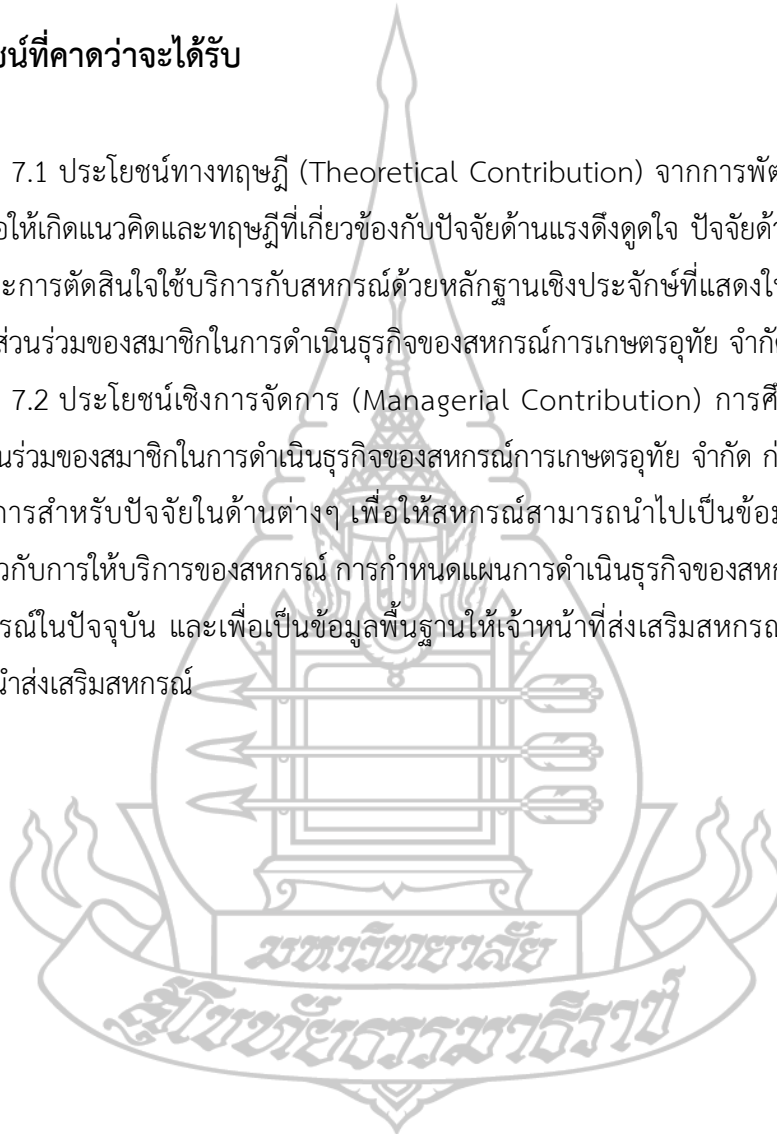 ชน์ที่คาดว่าจะได้รับ
7.1 ประโยชน์ทางทฤษฎี (Theoretical Contribution) จากการพัต
อให้เกิดแนวคิดและทฤษฎีที่เกี่ยวข้องกับปัจจัยด้านแรงดึงดูดใจ ปัจจัยด้า
ะการตัดสินใจใช้บริการกับสหกรณ์ด้วยหลักฐานเชิงประจักษ์ที่แสดงให
ส่วนร่วมของสมาชิกในการดำเนินธุรกิจของสหกรณ์การเกษตรอุทัย จำกัด
7.2 ประโยชน์เชิงการจัดการ (Managerial Contribution) การศึ
นร่วมของสมาชิกในการดำเนินธุรกิจของสหกรณ์การเกษตรอุทัย จำกัด ก่
การสำหรับปัจจัยในด้านต่างๆ เพื่อให้สหกรณ์สามารถนำไปเป็นข้อม
วกับการให้บริการของสหกรณ์ การกำหนดแผนการดำเนินธุรกิจของสหก
รณ์ในปัจจุบัน และเพื่อเป็นข้อมูลพื้นฐานให้เจ้าหน้าที่ส่งเสริมสหกรณ
นำส่งเสริมสหกรณ์
มหาวิทยาลัย
สุโขทัยธรรมาธิราช